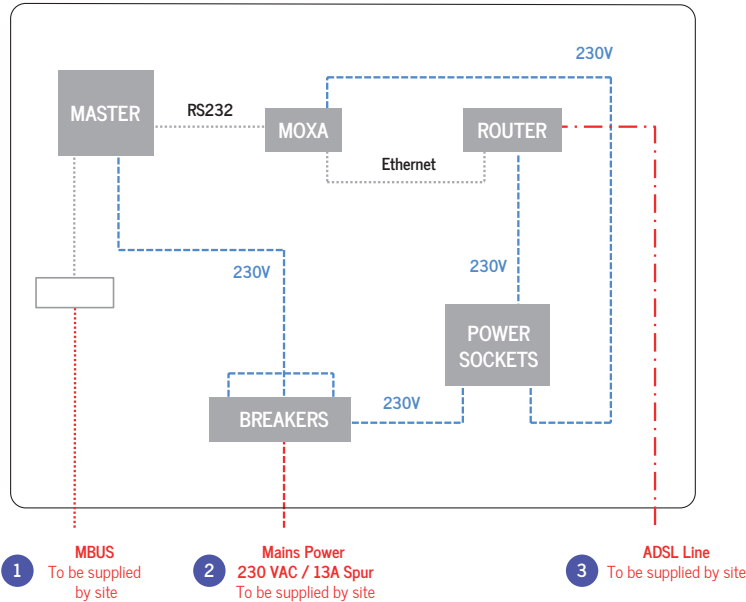 230V
MASTER
RS232
MOXA
ROUTER
Ethernet
230V
230V
POWER
SOCKETS
230V
BREAKERS
1
MBUS
To be supplied
by site
2
Mains Power
230 VAC / 13A Spur
To be supplied by site
3
ADSL Line
To be supplied by site